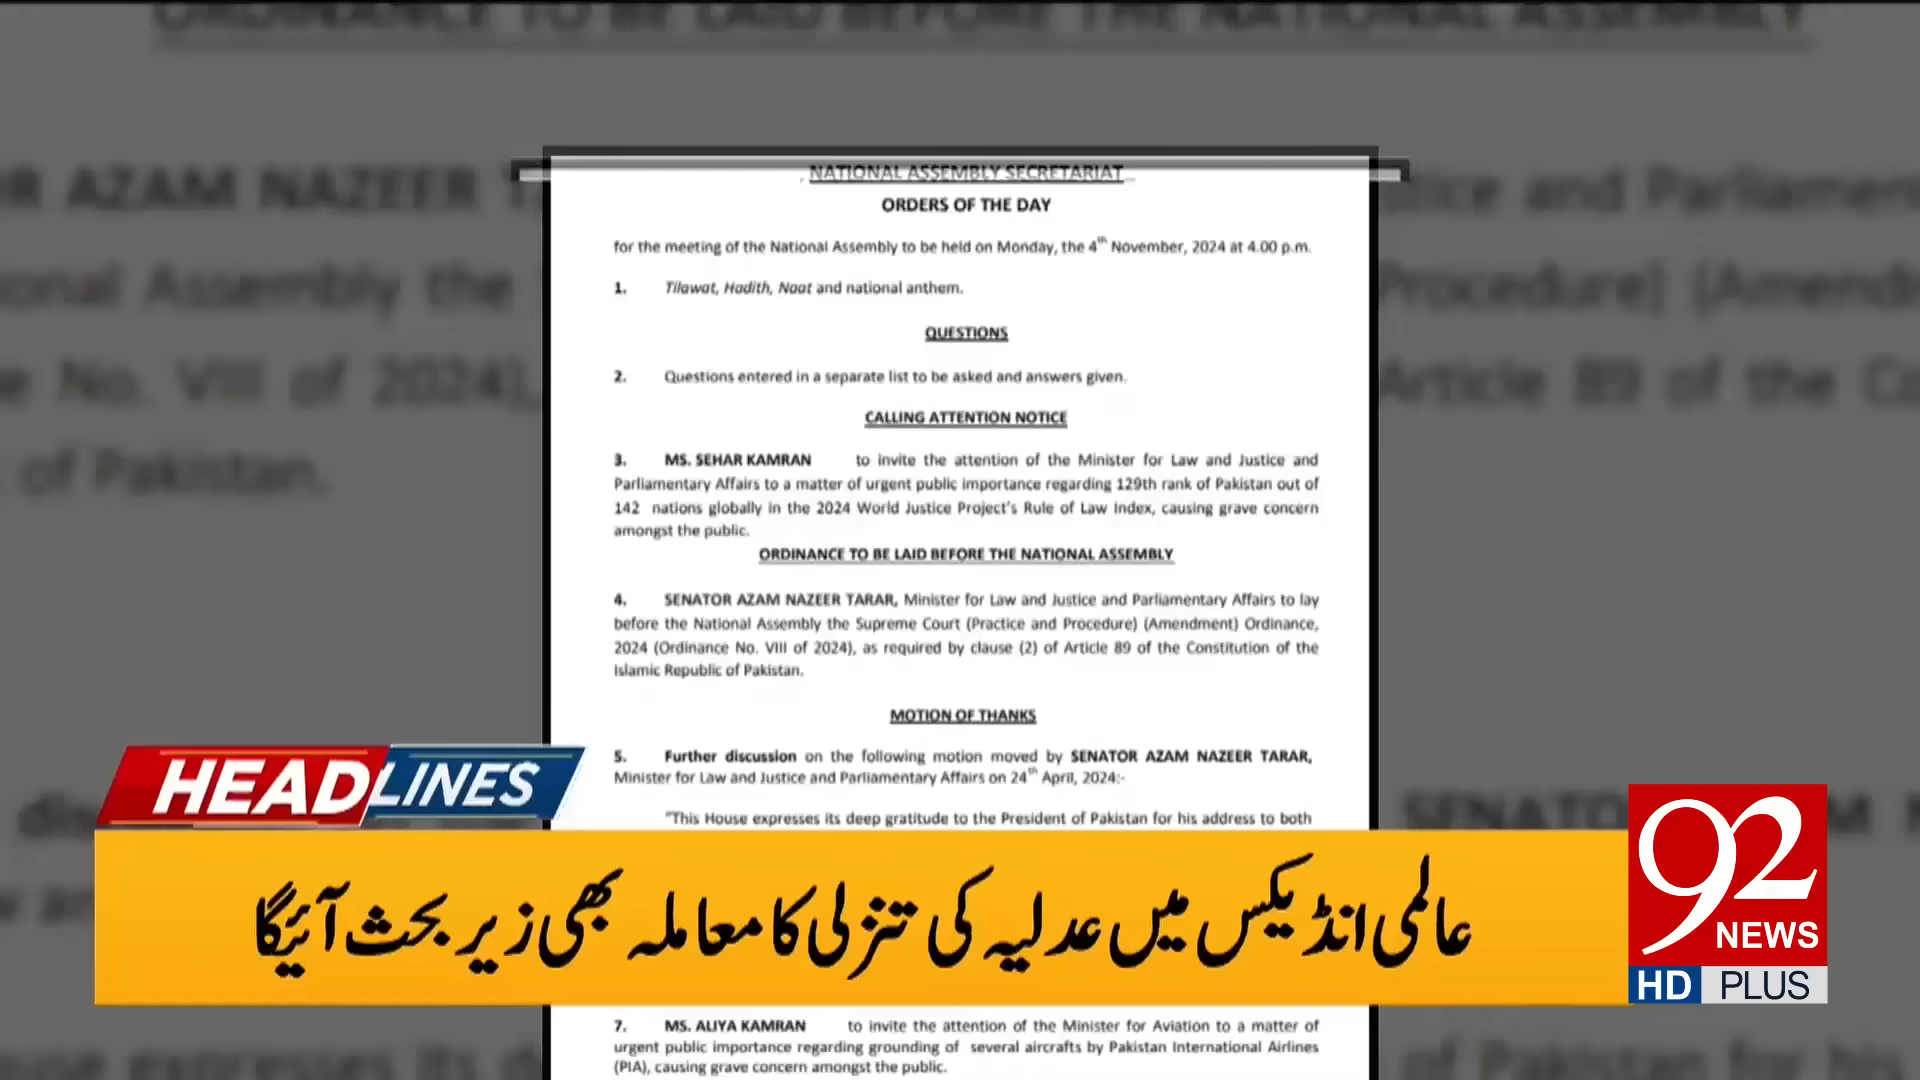 ORDINANCE TO BE LAID BEFORE THE NATIONAL ASSEMBLY
NATIONAL ASSEMBLY SECRETARIAT
ORDERS OF THE DAY
for the meeting of the National Assembly to be held on Monday, the 4th November, 2024 at 4.00 p.m.
1. Tilawat, Hadith, Naat and national anthem.
QUESTIONS
2. Questions entered in a separate list to be asked and answers given.
CALLING ATTENTION NOTICE
3. MS. SEHAR KAMRAN to invite the attention of the Minister for Law and Justice and
Parliamentary Affairs to a matter of urgent public importance regarding 129th rank of Pakistan out of
142 nations globally in the 2024 World Justice Project's Rule of Law Index, causing grave concern
amongst the public.
ORDINANCE TO BE LAID BEFORE THE NATIONAL ASSEMBLY
4. SENATOR AZAM NAZEER TARAR, Minister for Law and Justice and Parliamentary Affairs to lay
before the National Assembly the Supreme Court (Practice and Procedure) (Amendment) Ordinance,
2024 (Ordinance No. VIII of 2024), as required by clause (2) of Article 89 of the Constitution of the
Islamic Republic of Pakistan.
MOTION OF THANKS
5. Further discussion on the following motion moved by SENATOR AZAM NAZEER TARAR,
Minister for Law and Justice and Parliamentary Affairs on 24th April, 2024:-
"This House expresses its deep gratitude to the President of Pakistan for his address to both
HEADLINES
عالمی انڈیکس میں عدلیہ کی تنزلی کا معاملہ بھی زیر بحث آئیگا
92
NEWS
HD PLUS
7. MS. ALIYA KAMRAN to invite the attention of the Minister for Aviation to a matter of
urgent public importance regarding grounding of several aircrafts by Pakistan International Airlines
(PIA), causing grave concern amongst the public.